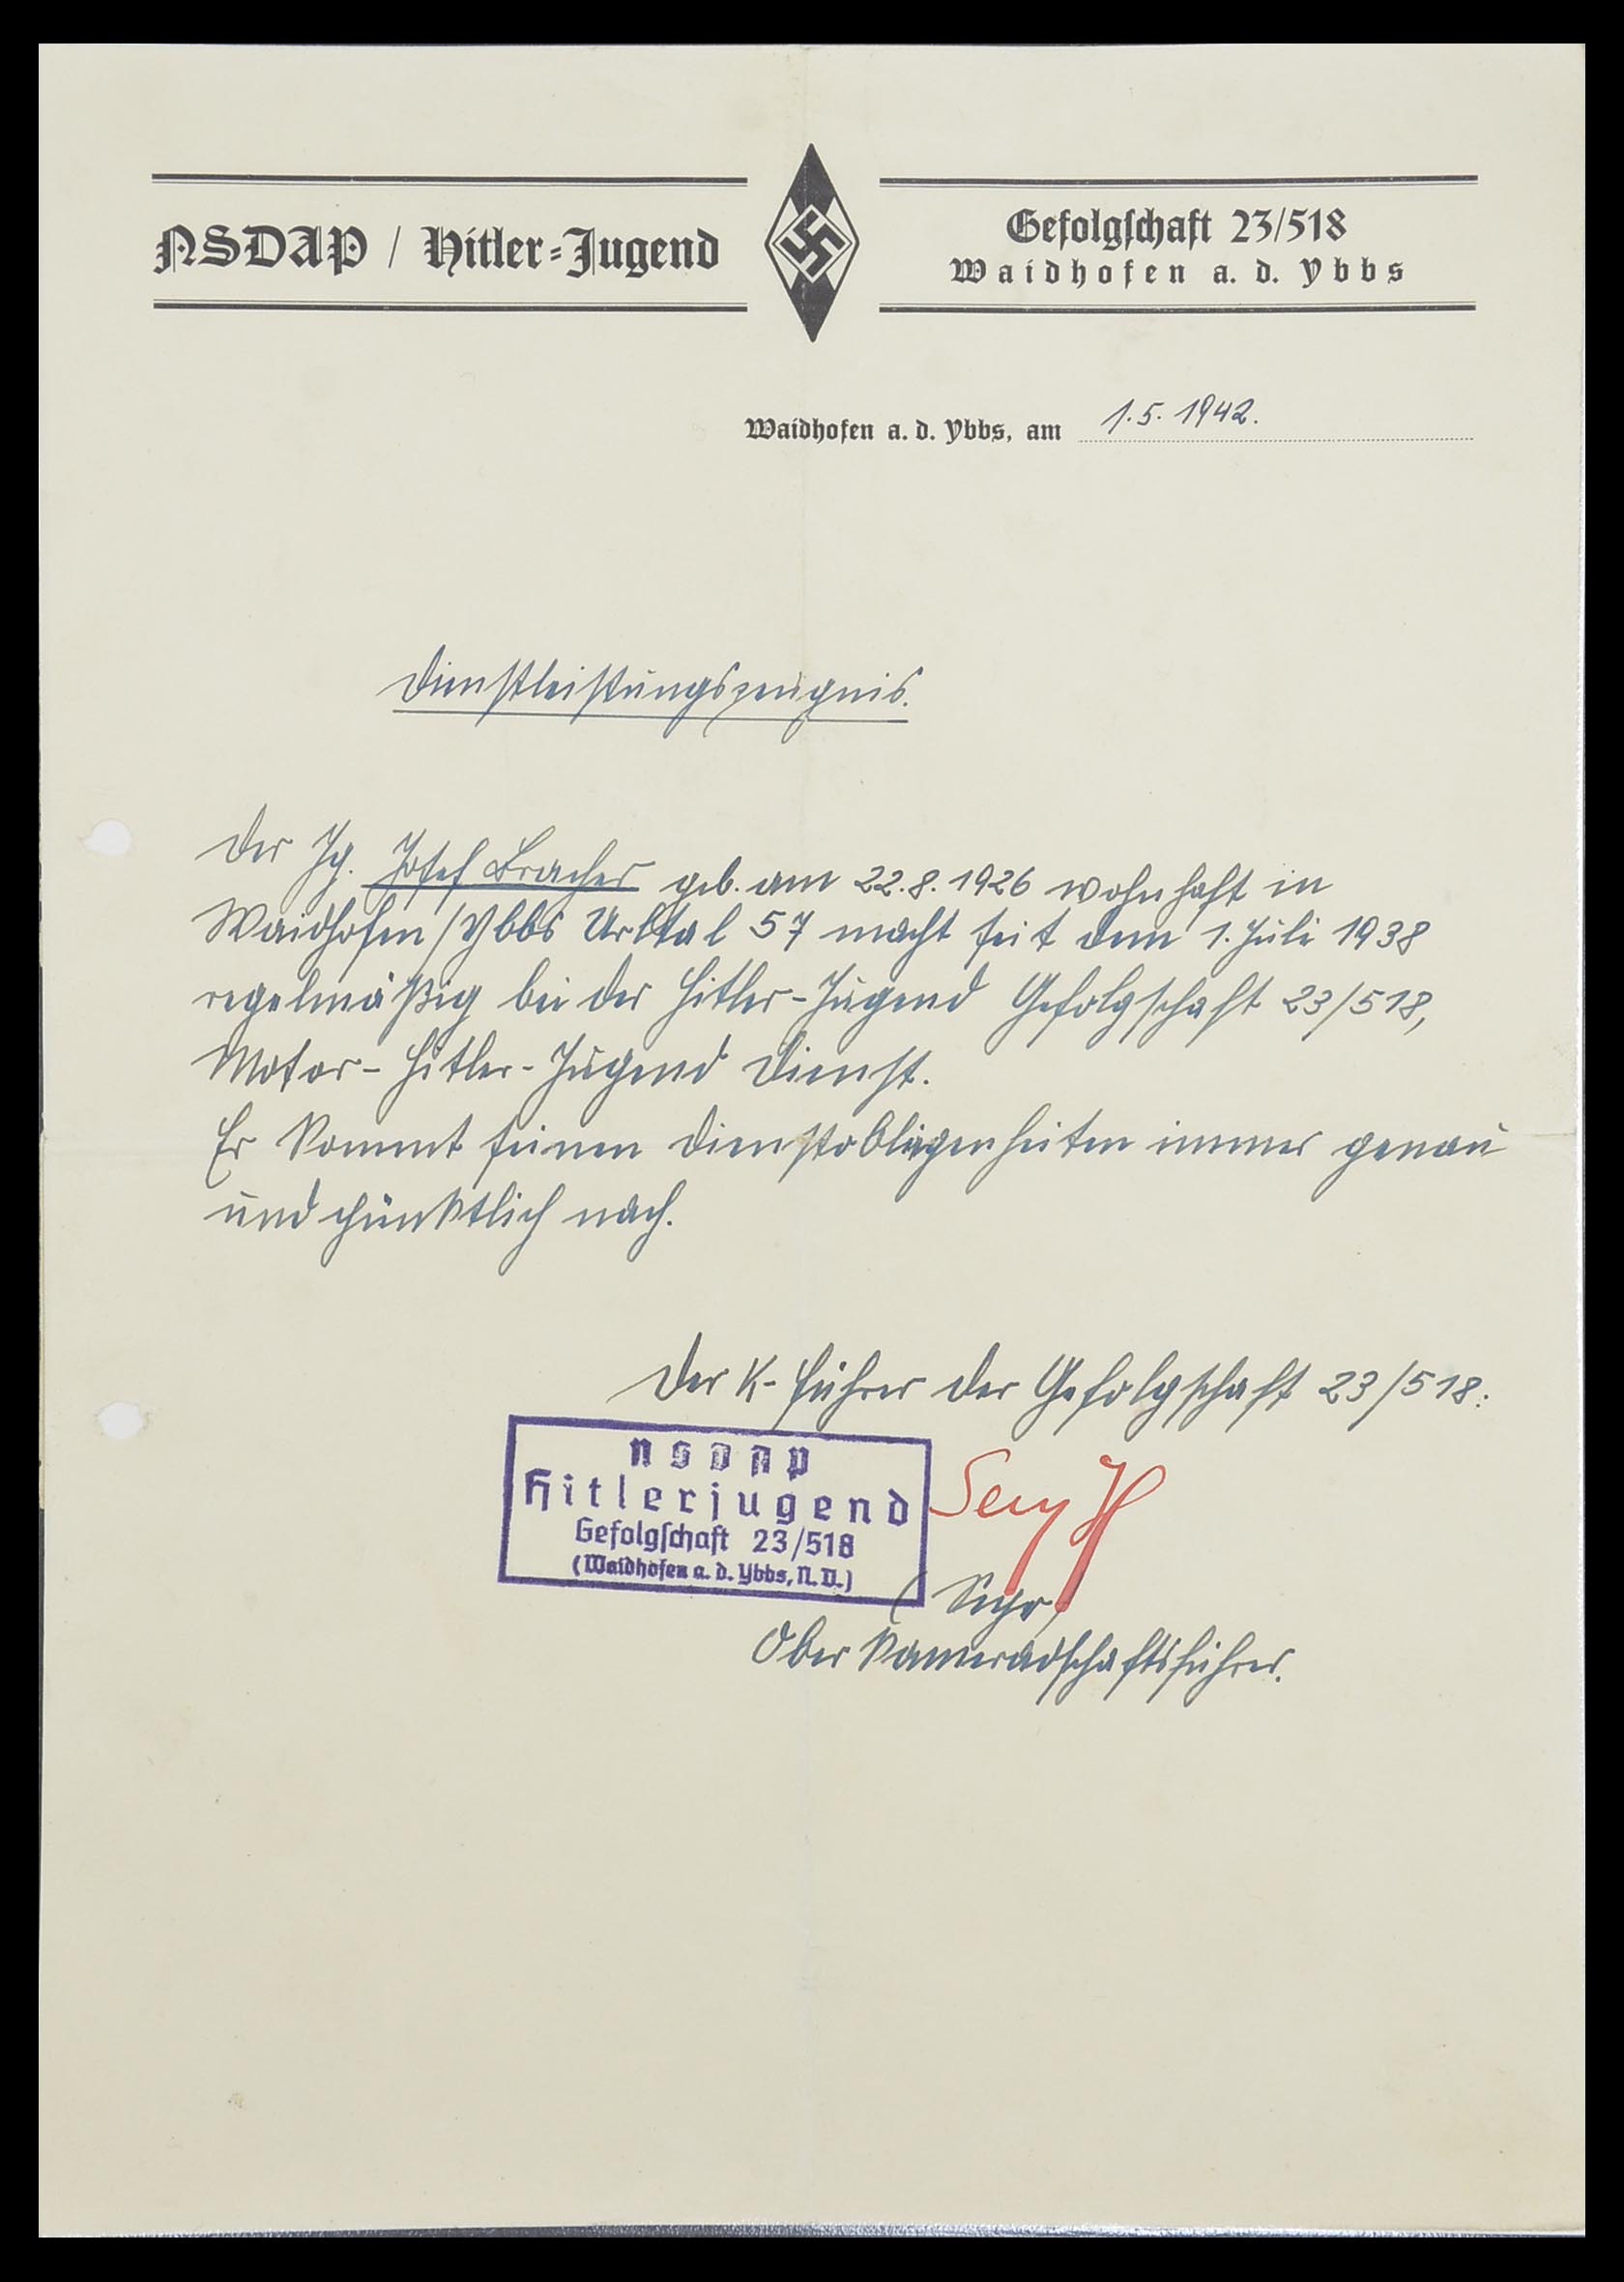 NSDAP / Hitler-Jugend
Gefolgschaft 23/518
Waidhofen a. d. Ybbs
Waidhofen a. d. Ybbs, am 1.5.1942.
Dienstleistungszeugnis.
Der Jg. Josef Bracher geb. am 22.8.1926 wohnhaft in
Waidhofen/Ybbs Urltal 57 macht seit dem 1. Juli 1938
regelmäßig bei der Hitler-Jugend Gefolgschaft 23/518,
Motor-Hitler-Jugend Dienst.
Er kommt seinen Dienstobliegenheiten immer genau
und pünktlich nach.
Der K-Führer der Gefolgschaft 23/518:
NSDAP
Hitlerjugend
Gefolgschaft 23/518
(Waidhofen a. d. Ybbs, N.D.)
Oberkameradschaftsführer.